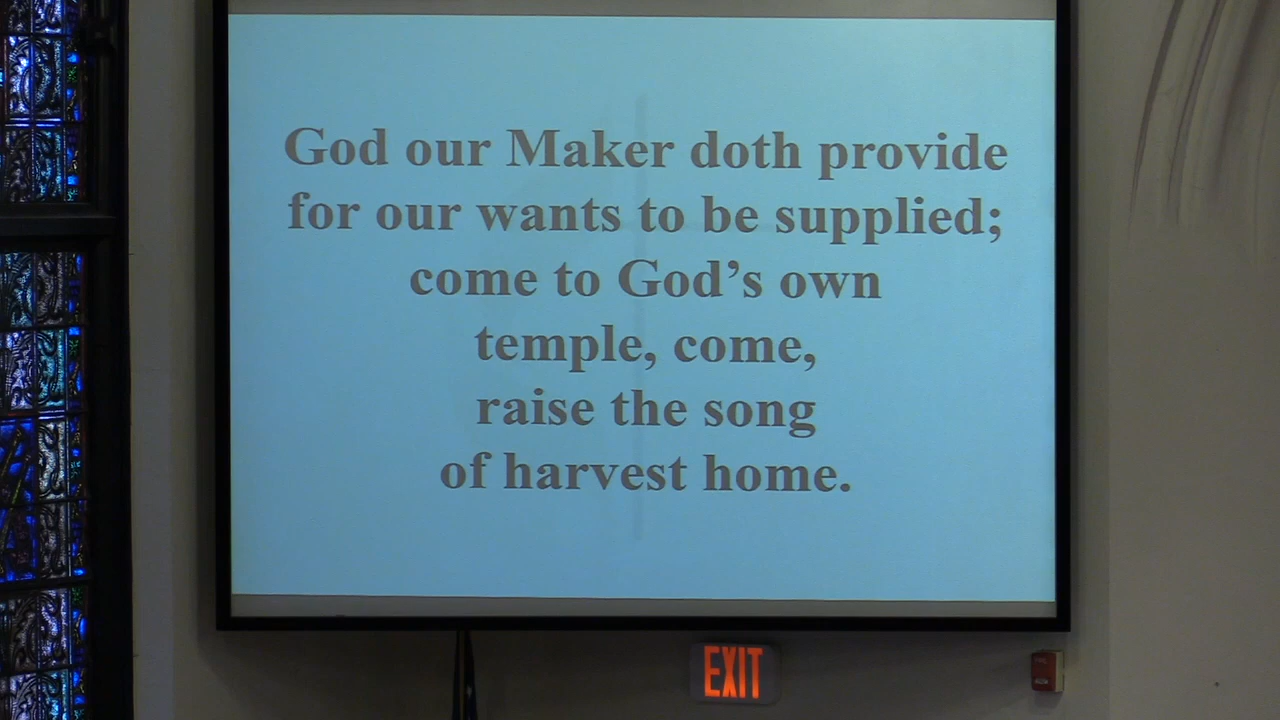 God our Maker doth provide
for our wants to be supplied;
come to God’s own
temple, come,
raise the song
of harvest home.
EXIT